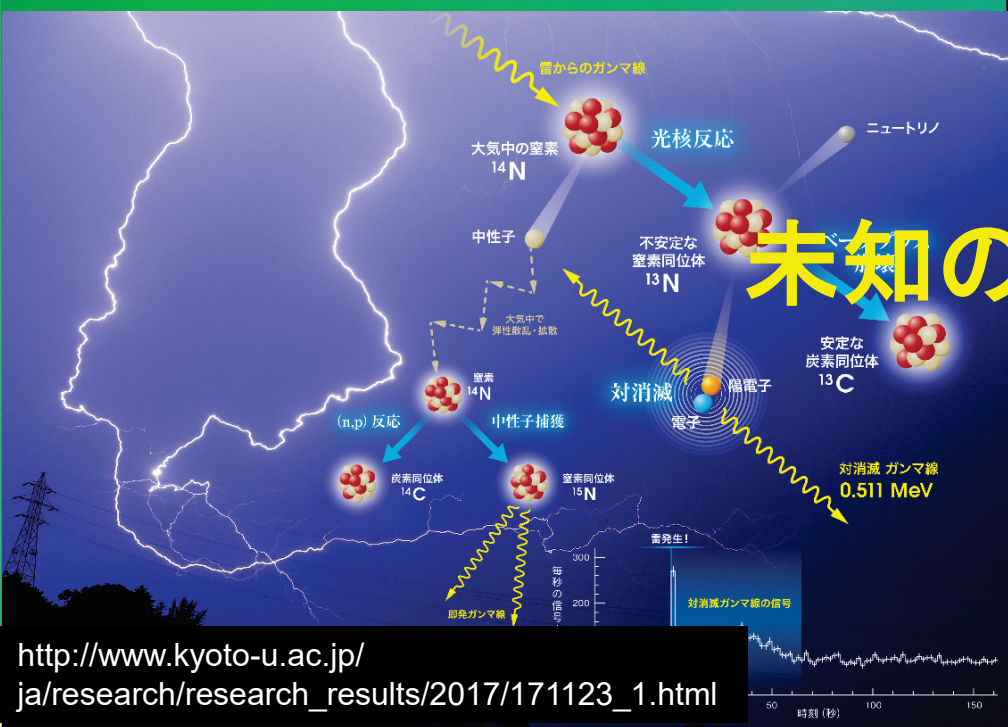 雷からのガンマ線
大気中の窒素
14N
光核反応
ニュートリノ
中性子
不安定な
窒素同位体
13N
未知の
大気中で
弾性散乱・拡散
安定な
炭素同位体
13C
窒素
14N
対消滅
陽電子
電子
(n,p) 反応
中性子捕獲
炭素同位体
14C
窒素同位体
15N
対消滅 ガンマ線
0.511 MeV
雷発生!
300
200
毎秒の信号
対消滅ガンマ線の信号
即発ガンマ線
50
100
150
時刻 (秒)
http://www.kyoto-u.ac.jp/
ja/research/research_results/2017/171123_1.html